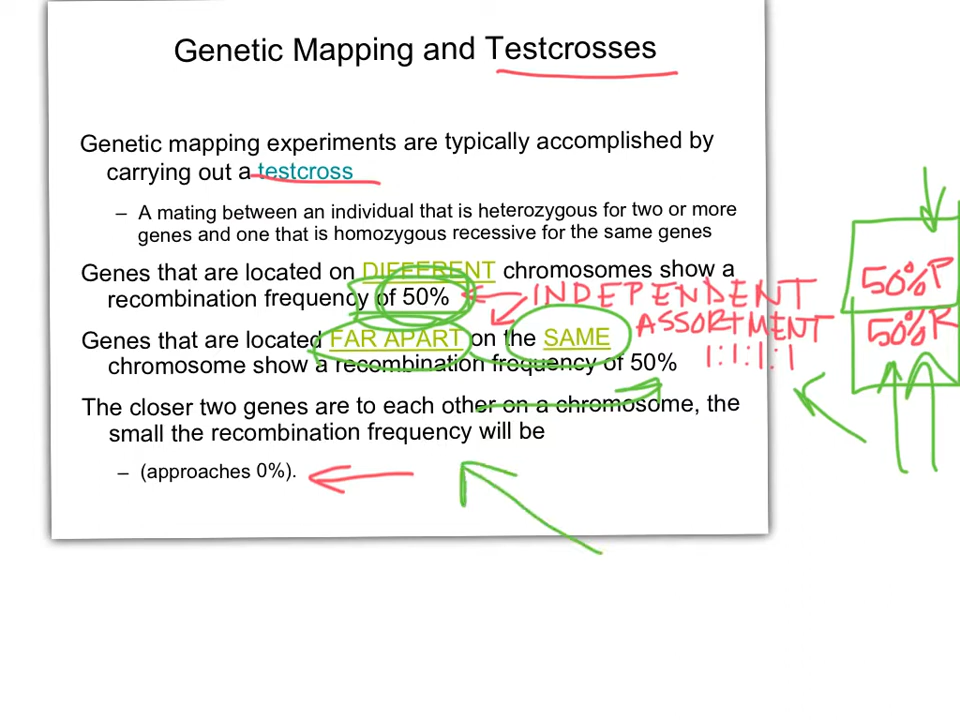 Genetic Mapping and Testcrosses
Genetic mapping experiments are typically accomplished by
carrying out a testcross
– A mating between an individual that is heterozygous for two or more
genes and one that is homozygous recessive for the same genes
Genes that are located on DIFFERENT chromosomes show a
recombination frequency of 50%
INDEPENDENT
ASSORTMENT
1:1:1:1
50% P
50% R
Genes that are located FAR APART on the SAME
chromosome show a recombination frequency of 50%
The closer two genes are to each other on a chromosome, the
small the recombination frequency will be
– (approaches 0%).